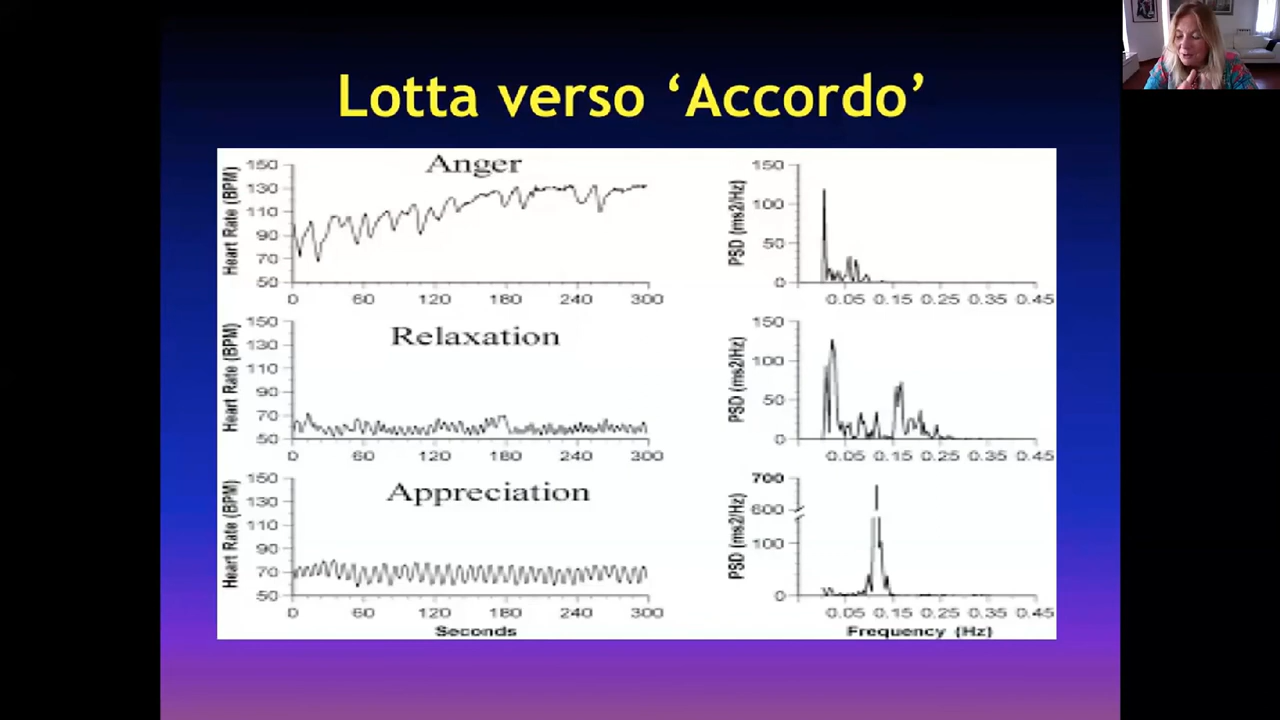 Lotta verso ‘Accordo’
Anger
Heart Rate (BPM)
150
130
110
90
70
50
0 60 120 180 240 300
PSD (ms2/Hz)
150
100
50
0
0.05 0.15 0.25 0.35 0.45
Relaxation
Heart Rate (BPM)
150
130
110
90
70
50
0 60 120 180 240 300
PSD (ms2/Hz)
150
100
50
0
0.05 0.15 0.25 0.35 0.45
Appreciation
Heart Rate (BPM)
150
130
110
90
70
50
0 60 120 180 240 300
Seconds
PSD (ms2/Hz)
700
600
100
0
0.05 0.15 0.25 0.35 0.45
Frequency (Hz)